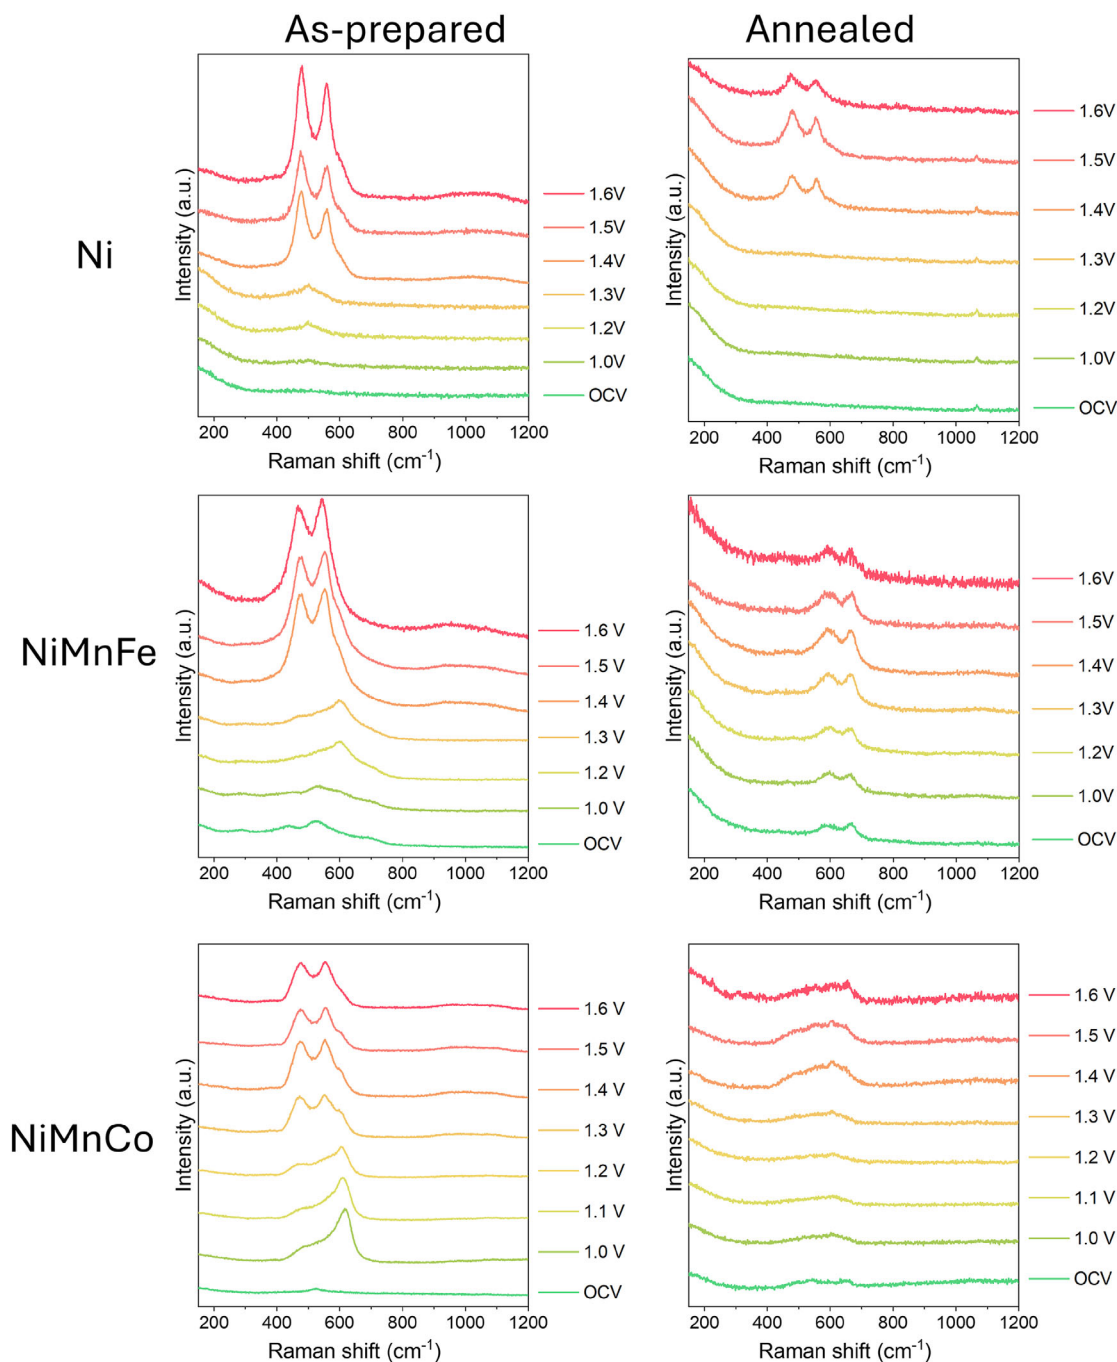 As-prepared
Annealed
Ni
Intensity (a.u.)
1.6V
1.5V
1.4V
1.3V
1.2V
1.0V
OCV
200 400 600 800 1000 1200
Raman shift (cm-1)
Intensity (a.u.)
1.6V
1.5V
1.4V
1.3V
1.2V
1.0V
OCV
200 400 600 800 1000 1200
Raman shift (cm-1)
NiMnFe
Intensity (a.u.)
1.6 V
1.5 V
1.4 V
1.3 V
1.2 V
1.0 V
OCV
200 400 600 800 1000 1200
Raman shift (cm-1)
Intensity (a.u.)
1.6V
1.5V
1.4V
1.3V
1.2V
1.0V
OCV
200 400 600 800 1000 1200
Raman shift (cm-1)
NiMnCo
Intensity (a.u.)
1.6 V
1.5 V
1.4 V
1.3 V
1.2 V
1.1 V
1.0 V
OCV
200 400 600 800 1000 1200
Raman shift (cm-1)
Intensity (a.u.)
1.6 V
1.5 V
1.4 V
1.3 V
1.2 V
1.1 V
1.0 V
OCV
200 400 600 800 1000 1200
Raman shift (cm-1)